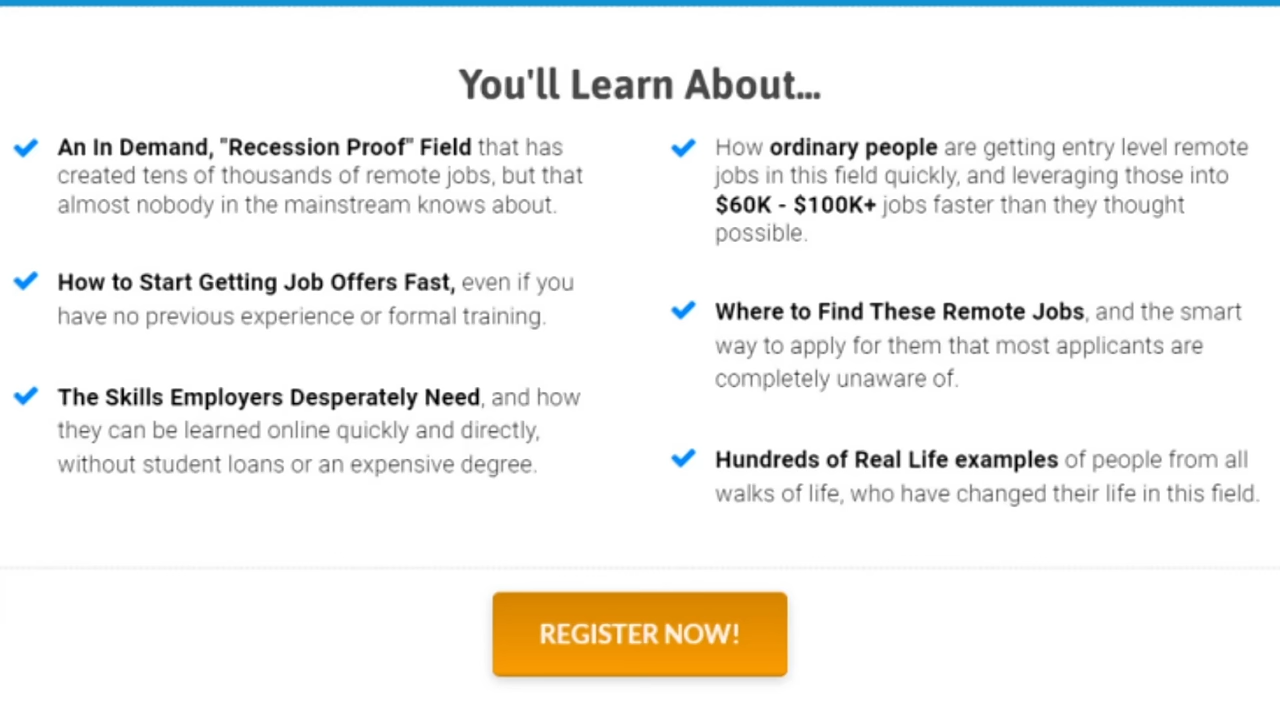 You'll Learn About...
An In Demand, "Recession Proof" Field that has
created tens of thousands of remote jobs, but that
almost nobody in the mainstream knows about.
How to Start Getting Job Offers Fast, even if you
have no previous experience or formal training.
The Skills Employers Desperately Need, and how
they can be learned online quickly and directly,
without student loans or an expensive degree.
How ordinary people are getting entry level remote
jobs in this field quickly, and leveraging those into
$60K - $100K+ jobs faster than they thought
possible.
Where to Find These Remote Jobs, and the smart
way to apply for them that most applicants are
completely unaware of.
Hundreds of Real Life examples of people from all
walks of life, who have changed their life in this field.
REGISTER NOW!